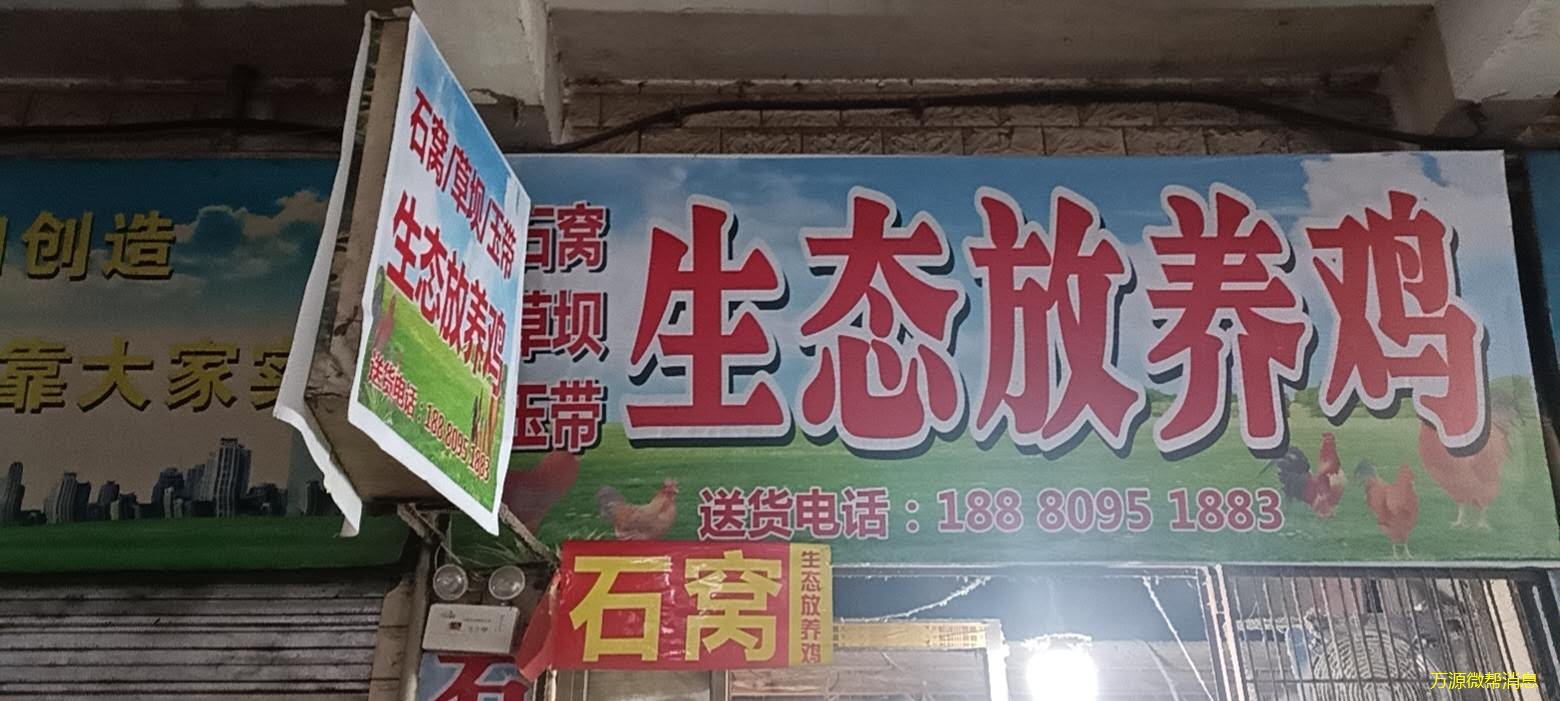 创造
靠大家
石窝/草坝/玉带
生态放养鸡
送货电话：188 8095 1883
石窝
草坝
玉带
生态放养鸡
送货电话：188 8095 1883
石窝
生态放养鸡
石
万源微帮消息